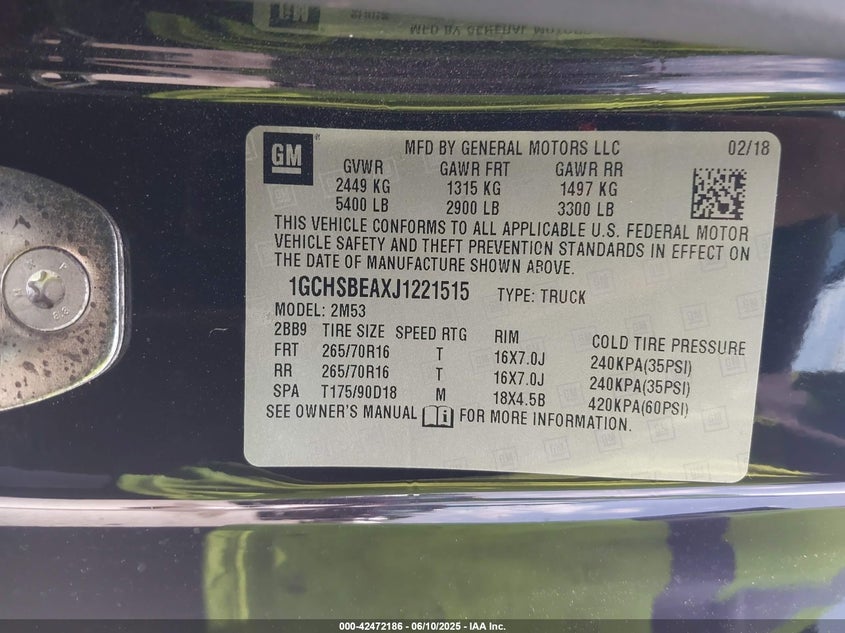 GM
MFD BY GENERAL MOTORS LLC 02/18
GVWR GAWR FRT GAWR RR
2449 KG 1315 KG 1497 KG
5400 LB 2900 LB 3300 LB
THIS VEHICLE CONFORMS TO ALL APPLICABLE U.S. FEDERAL MOTOR
VEHICLE SAFETY AND THEFT PREVENTION STANDARDS IN EFFECT ON
THE DATE OF MANUFACTURE SHOWN ABOVE.
1GCHSBEAXJ1221515 TYPE: TRUCK
MODEL: 2M53
2BB9 TIRE SIZE SPEED RTG RIM COLD TIRE PRESSURE
FRT 265/70R16 T 16X7.0J 240KPA(35PSI)
RR 265/70R16 T 16X7.0J 240KPA(35PSI)
SPA T175/90D18 M 18X4.5B 420KPA(60PSI)
SEE OWNER'S MANUAL FOR MORE INFORMATION.
000-42472186 - 06/10/2025 - IAA Inc.